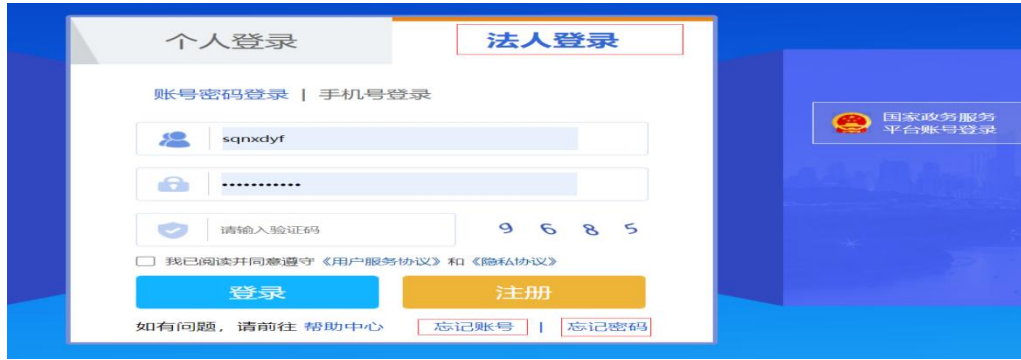 个人登录
法人登录
账号密码登录 | 手机号登录
sqnxdyf
•••••••••••
请输入验证码
9 6 8 5
我已阅读并同意遵守《用户服务协议》和《隐私协议》
登录
注册
如有问题，请前往 帮助中心
忘记账号 | 忘记密码
国家政务服务
平台账号登录